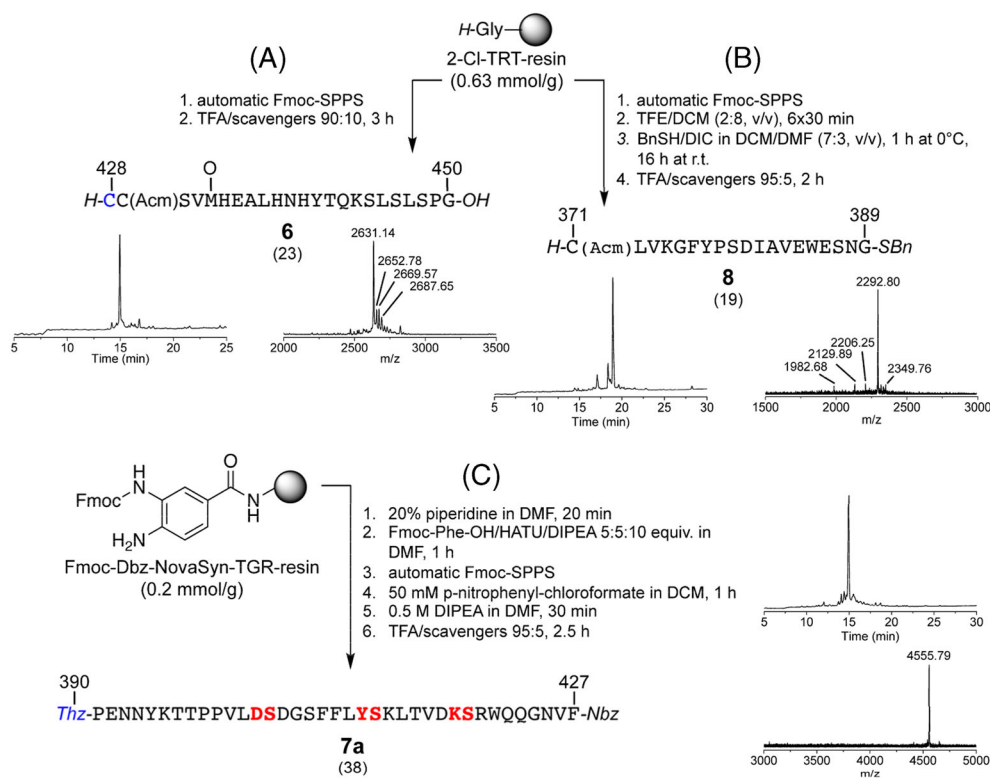 H-Gly
2-Cl-TRT-resin
(0.63 mmol/g)
(A)
1. automatic Fmoc-SPPS
2. TFA/scavengers 90:10, 3 h
428 O 450
H-CC(Acm)SVMHEALHNHYTQKSLSLSPG-OH
6
(23)
5 10 15 20 25
Time (min)
2631.14
2652.78
2669.57
2687.65
2000 2500 3000 3500
m/z
(B)
1. automatic Fmoc-SPPS
2. TFE/DCM (2:8, v/v), 6x30 min
3. BnSH/DIC in DCM/DMF (7:3, v/v), 1 h at 0°C,
16 h at r.t.
4. TFA/scavengers 95:5, 2 h
371 389
H-C(Acm)LVKGFYPSDIAVEWESNG-SBn
8
(19)
5 10 15 20 25 30
Time (min)
2292.80
2206.25
2129.89
1982.68
2349.76
1500 2000 2500 3000
m/z
(C)
O
H
N
Fmoc
N
H
H2N
Fmoc-Dbz-NovaSyn-TGR-resin
(0.2 mmol/g)
1. 20% piperidine in DMF, 20 min
2. Fmoc-Phe-OH/HATU/DIPEA 5:5:10 equiv. in
DMF, 1 h
3. automatic Fmoc-SPPS
4. 50 mM p-nitrophenyl-chloroformate in DCM, 1 h
5. 0.5 M DIPEA in DMF, 30 min
6. TFA/scavengers 95:5, 2.5 h
390 427
Thz-PENNYKTTPPVLDSDGSFFLYSKLTVDKSRWQQGNVF-Nbz
7a
(38)
5 10 15 20 25 30
Time (min)
4555.79
3000 3500 4000 4500 5000
m/z